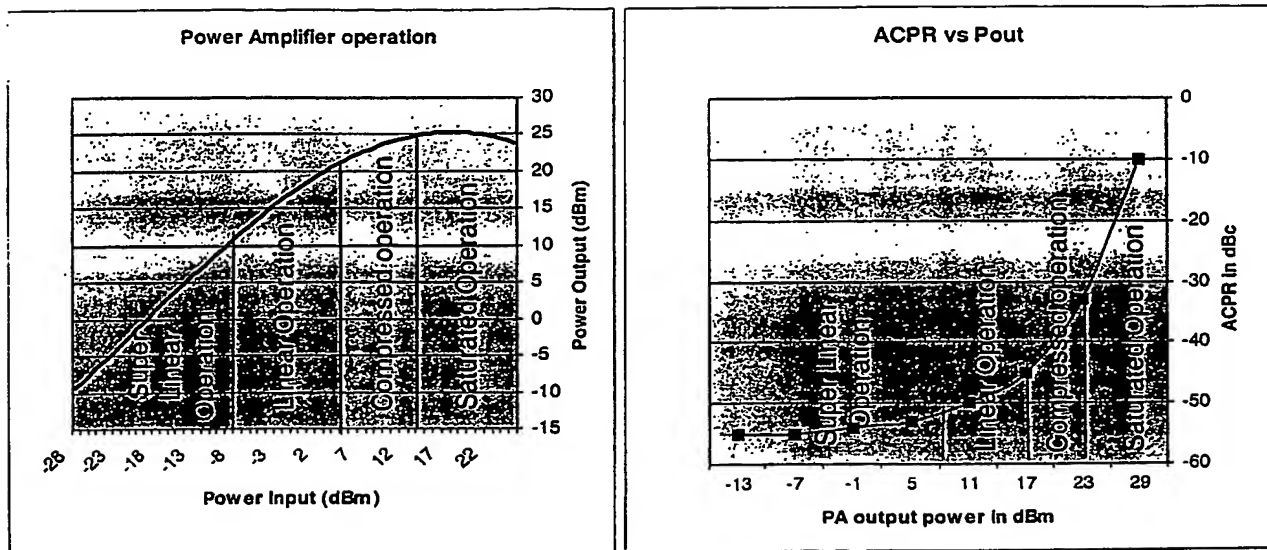 Power Amplifier operation
30
25
20
15
10
5
0
-5
-10
-15
Power Output (dBm)
Super
Linear
Operation
Linear Operation
Compressed operation
Saturated Operation
-28
-23
-18
-13
-8
-3
2
7
12
17
22
Power Input (dBm)
ACPR vs Pout
0
-10
-20
-30
-40
-50
-60
ACPR in dBc
Super Linear
Operation
Linear Operation
Compressed operation
Saturated Operation
-13
-7
-1
5
11
17
23
29
PA output power in dBm